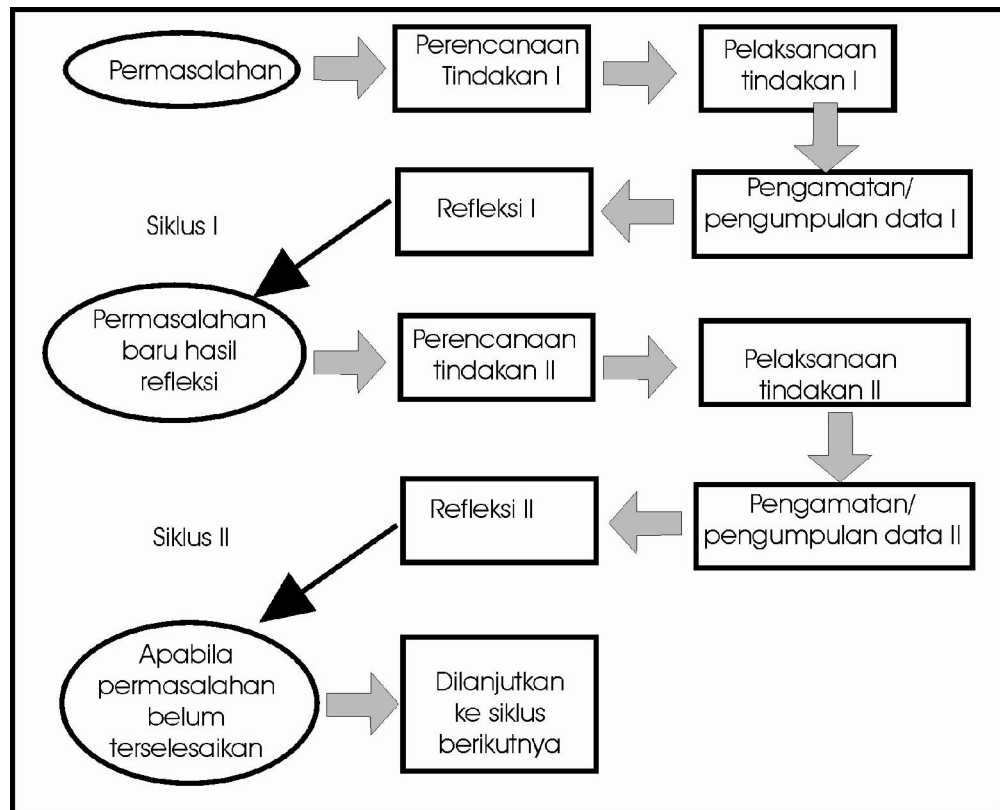 Permasalahan
Perencanaan
Tindakan I
Pelaksanaan
tindakan I
Pengamatan/
pengumpulan data I
Refleksi I
Siklus I
Permasalahan
baru hasil
refleksi
Perencanaan
tindakan II
Pelaksanaan
tindakan II
Pengamatan/
pengumpulan data II
Refleksi II
Siklus II
Apabila
permasalahan
belum
terselesaikan
Dilanjutkan
ke siklus
berikutnya